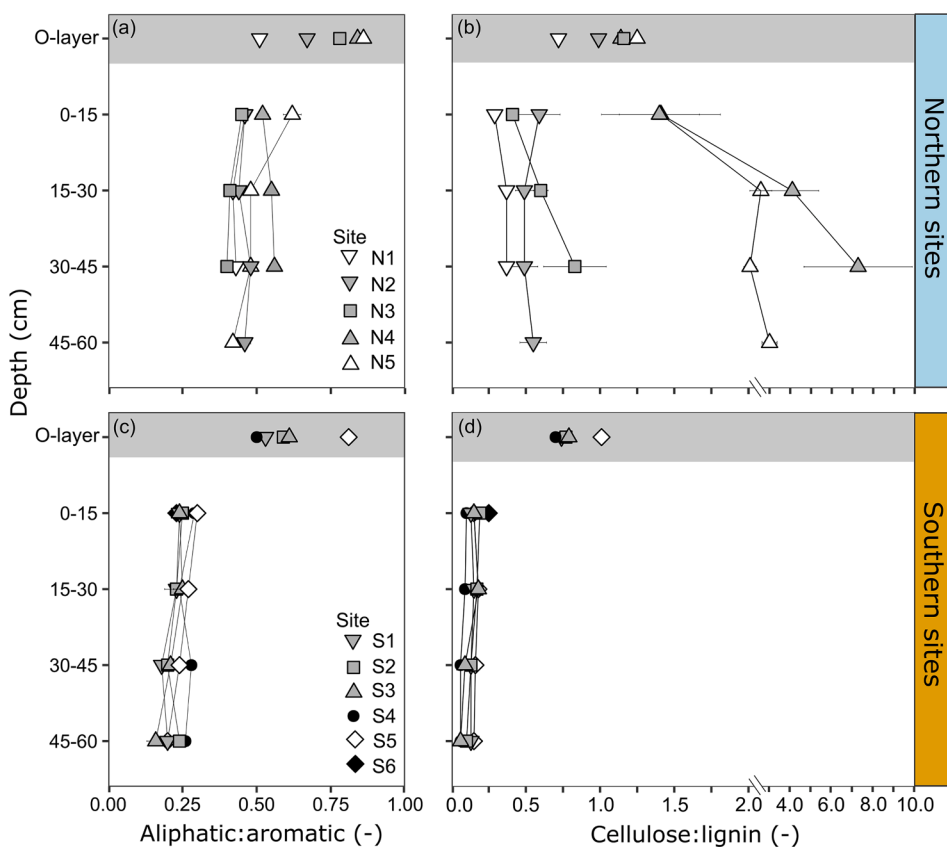 (a)
(b)
O-layer
0-15
15-30
30-45
45-60
Depth (cm)
Site
N1
N2
N3
N4
N5
Northern sites
(c)
(d)
O-layer
0-15
15-30
30-45
45-60
Site
S1
S2
S3
S4
S5
S6
Southern sites
0.00 0.25 0.50 0.75 1.00
0.0 0.5 1.0 1.5 2.0 4.0 6.0 8.0 10.0
Aliphatic:aromatic (-)
Cellulose:lignin (-)